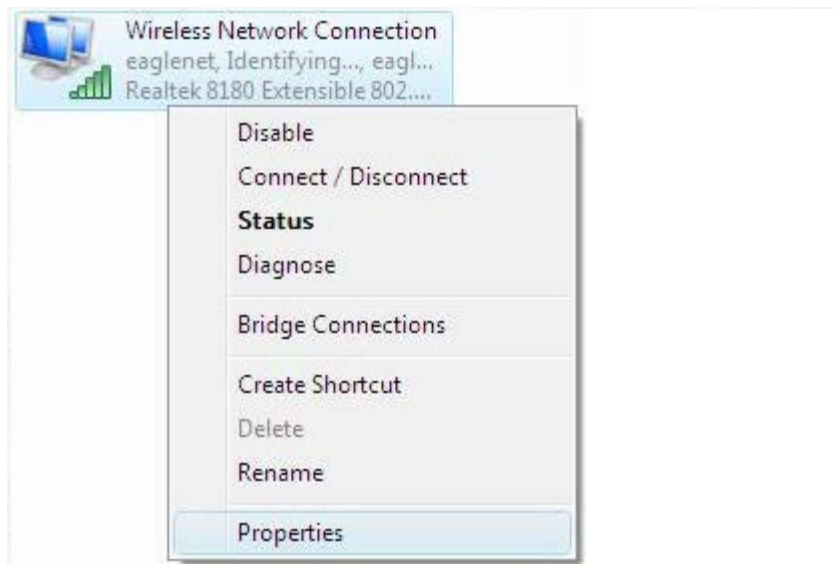 Wireless Network Connection
eaglenet, Identifying..., eagl...
Realtek 8180 Extensible 802....
Disable
Connect / Disconnect
Status
Diagnose
Bridge Connections
Create Shortcut
Delete
Rename
Properties